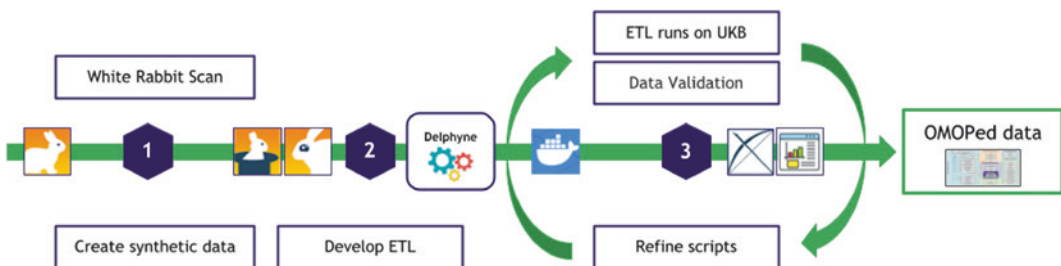 ETL runs on UKB
White Rabbit Scan
Data Validation
1
2
Delphyne
3
OMOPed data
Create synthetic data
Develop ETL
Refine scripts